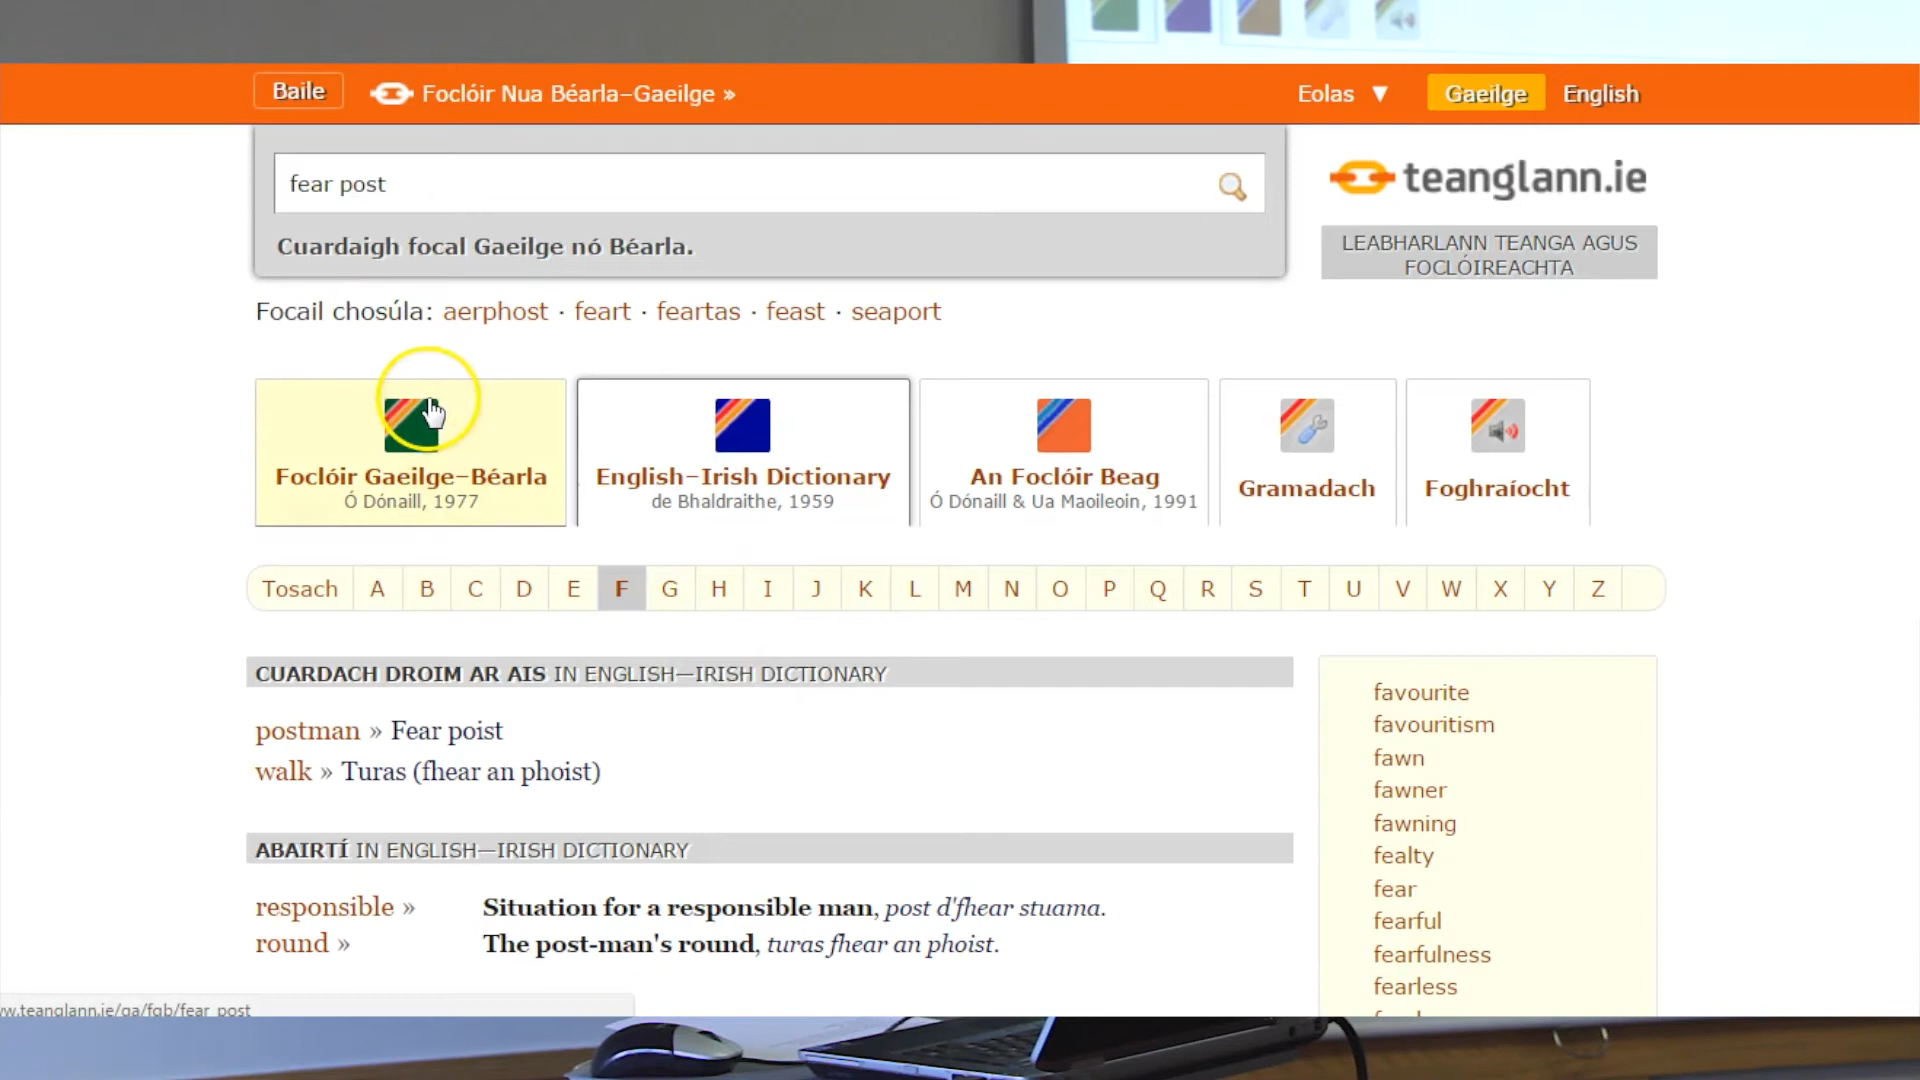 Baile
Foclóir Nua Béarla–Gaeilge »
Eolas ▼
Gaeilge
English
fear post
Cuardaigh focal Gaeilge nó Béarla.
teanglann.ie
LEABHARLANN TEANGA AGUS
FOCLÓIREACHTA
Focail chosúla: aerphost · feart · feartas · feast · seaport
Foclóir Gaeilge–Béarla
Ó Dónaill, 1977
English–Irish Dictionary
de Bhaldraithe, 1959
An Foclóir Beag
Ó Dónaill & Ua Maoileoin, 1991
Gramadach
Foghraíocht
Tosach A B C D E F G H I J K L M N O P Q R S T U V W X Y Z
CUARDACH DROIM AR AIS IN ENGLISH—IRISH DICTIONARY
postman » Fear poist
walk » Turas (fhear an phoist)
ABAIRTÍ IN ENGLISH—IRISH DICTIONARY
responsible » Situation for a responsible man, post d'fhear stuama.
round » The post-man's round, turas fhear an phoist.
favourite
favouritism
fawn
fawner
fawning
fealty
fear
fearful
fearfulness
fearless
w.teanglann.ie/ga/fgb/fear_post